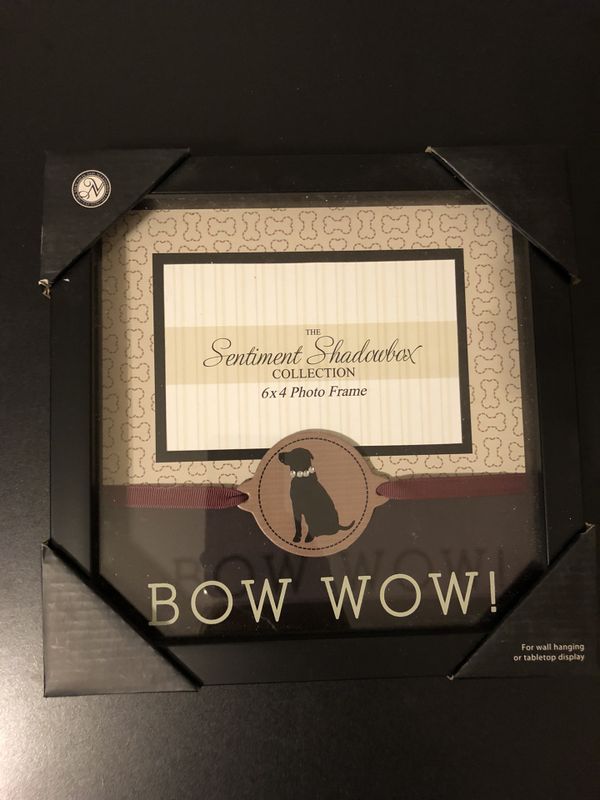 THE
Sentiment Shadowbox
COLLECTION
6x4 Photo Frame
BOW WOW!
For wall hanging
or tabletop display